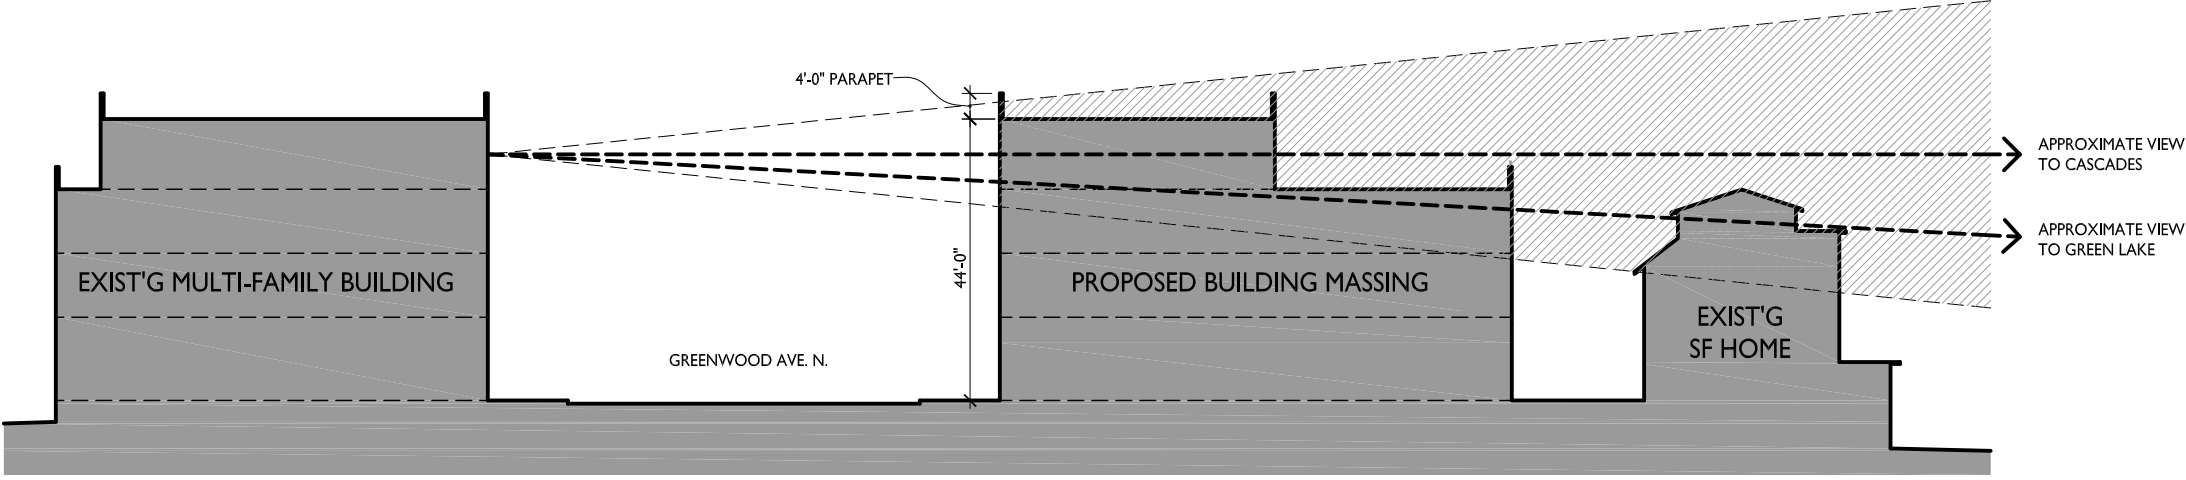 4'-0" PARAPET
APPROXIMATE VIEW
TO CASCADES
APPROXIMATE VIEW
TO GREEN LAKE
44'-0"
EXIST'G MULTI-FAMILY BUILDING
PROPOSED BUILDING MASSING
EXIST'G
SF HOME
GREENWOOD AVE. N.